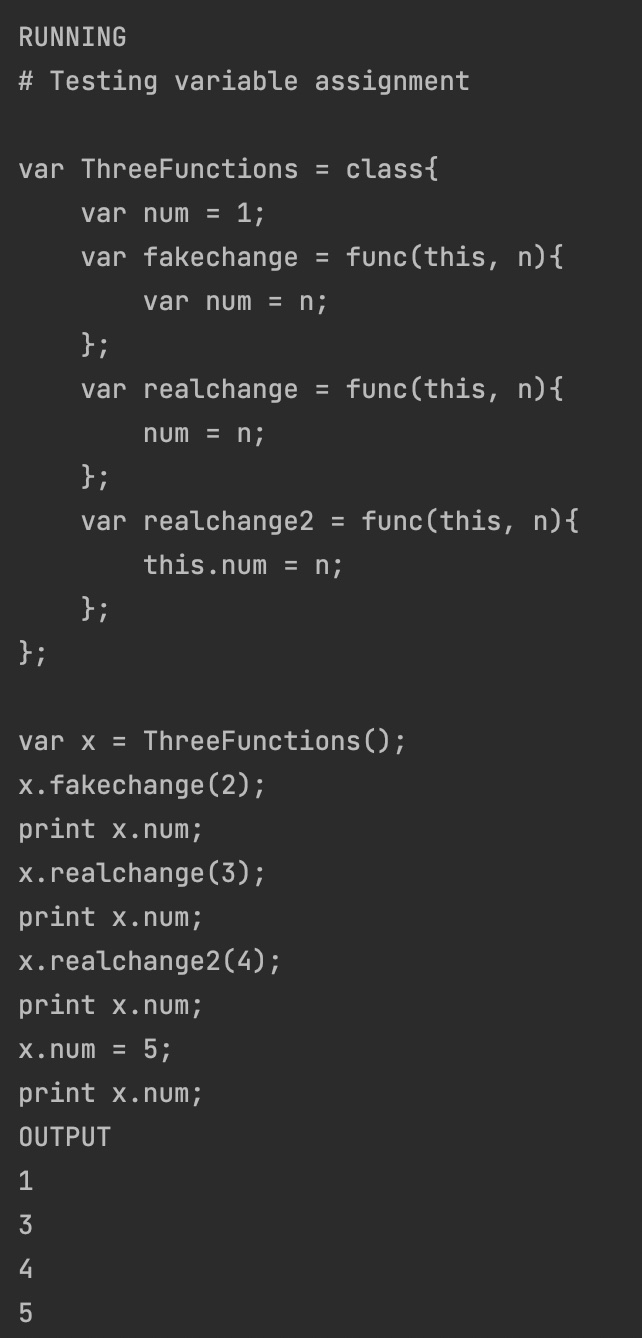 RUNNING
# Testing variable assignment

var ThreeFunctions = class{
    var num = 1;
    var fakechange = func(this, n){
        var num = n;
    };
    var realchange = func(this, n){
        num = n;
    };
    var realchange2 = func(this, n){
        this.num = n;
    };
};

var x = ThreeFunctions();
x.fakechange(2);
print x.num;
x.realchange(3);
print x.num;
x.realchange2(4);
print x.num;
x.num = 5;
print x.num;
OUTPUT
1
3
4
5